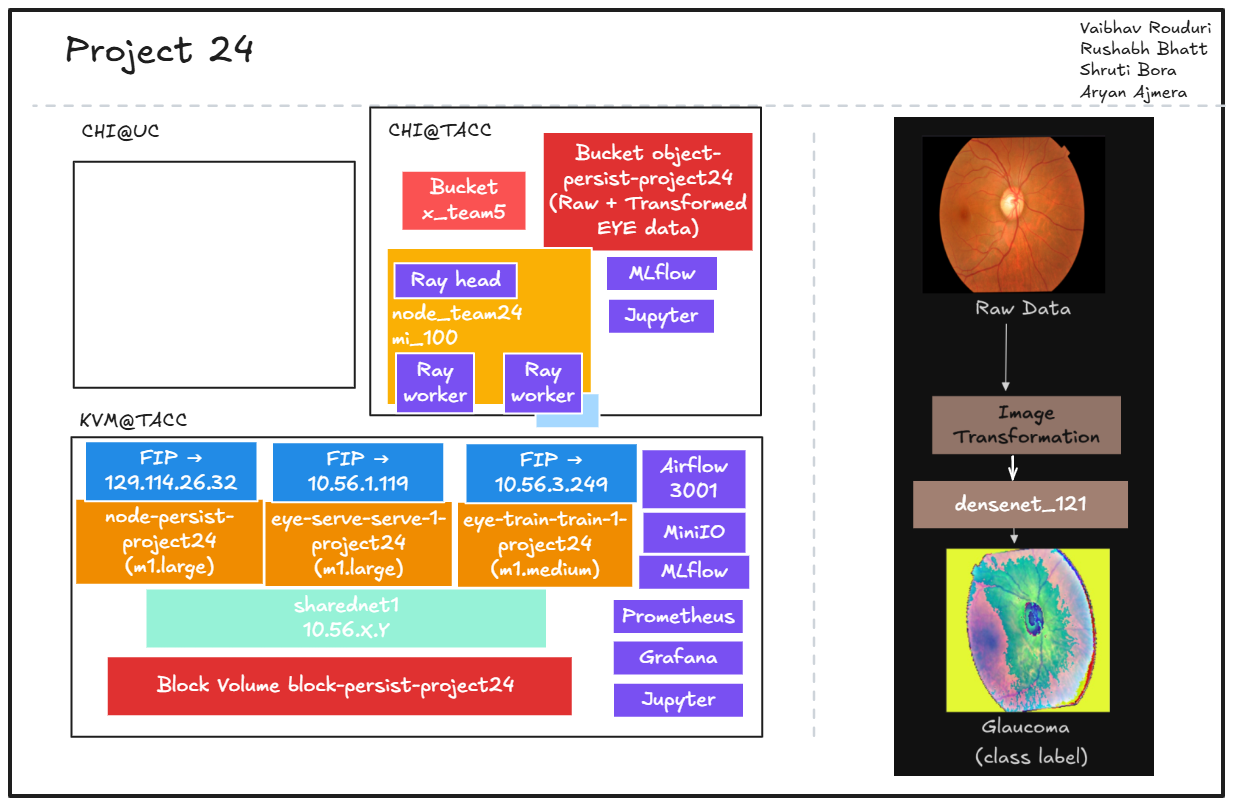 Project 24
Vaibhav Rouduri
Rushabh Bhatt
Shruti Bora
Aryan Ajmera
CHI@UC
CHI@TACC
Bucket
x_team5
Bucket object-
persist-project24
(Raw + Transformed
EYE data)
Ray head
node_team24
mi_100
Ray
worker
Ray
worker
MLflow
Jupyter
KVM@TACC
FIP →
129.114.26.32
FIP →
10.56.1.119
FIP →
10.56.3.249
node-persist-
project24
(m1.large)
eye-serve-serve-1-
project24
(m1.large)
eye-train-train-1-
project24
(m1.medium)
Airflow
3001
MiniIO
MLflow
Prometheus
Grafana
Jupyter
sharednet1
10.56.X.Y
Block Volume block-persist-project24
Raw Data
Image
Transformation
densenet_121
Glaucoma
(class label)